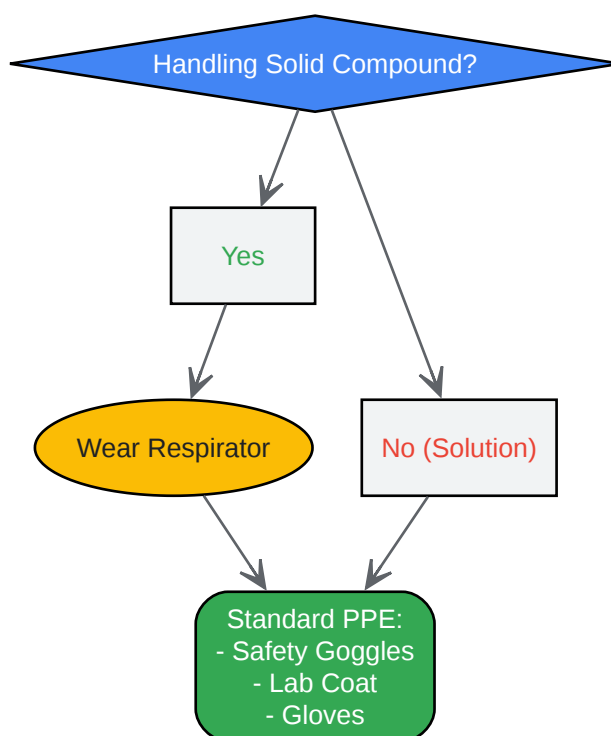 Handling Solid Compound?
Yes
Wear Respirator
No (Solution)
Standard PPE:
- Safety Goggles
- Lab Coat
- Gloves